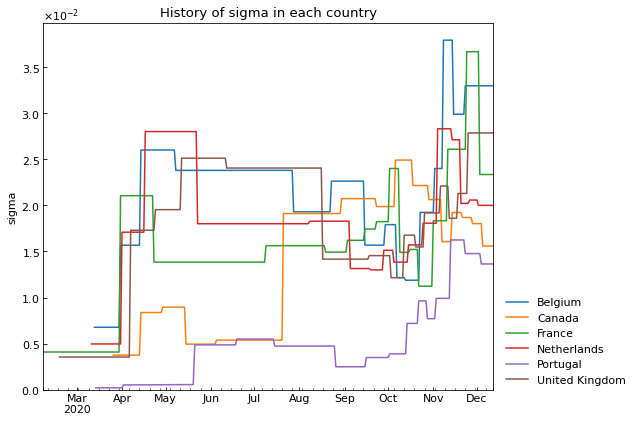 History of sigma in each country
×10⁻²
3.5
3.0
2.5
2.0
1.5
1.0
0.5
0.0
sigma
Mar Apr May Jun Jul Aug Sep Oct Nov Dec
2020
Belgium
Canada
France
Netherlands
Portugal
United Kingdom